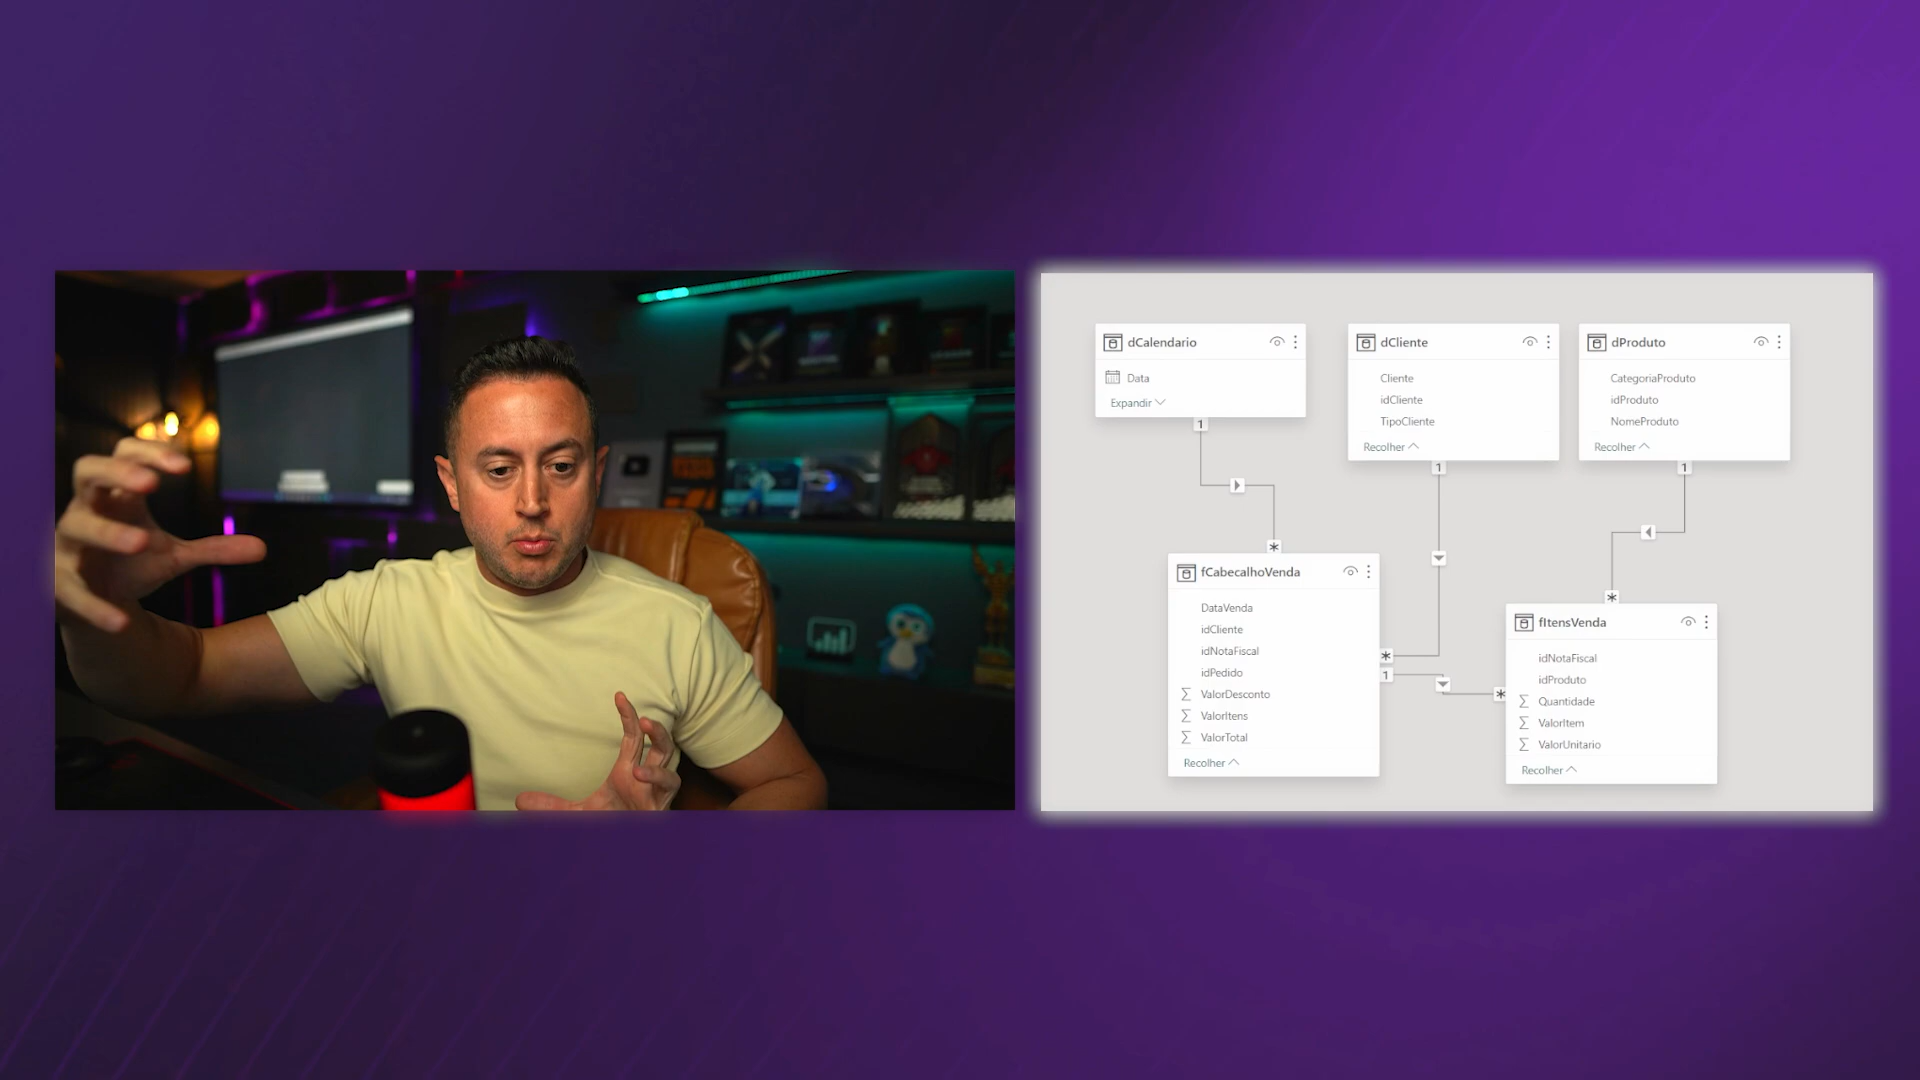 dCalendario
Data
Expandir
dCliente
Cliente
idCliente
TipoCliente
Recolher
dProduto
CategoriaProduto
idProduto
NomeProduto
Recolher
1
1
1
*
*
fCabecalhoVenda
DataVenda
idCliente
idNotaFiscal
idPedido
∑ ValorDesconto
∑ ValorItens
∑ ValorTotal
Recolher
*
1
*
fItensVenda
idNotaFiscal
idProduto
∑ Quantidade
∑ ValorItem
∑ ValorUnitario
Recolher